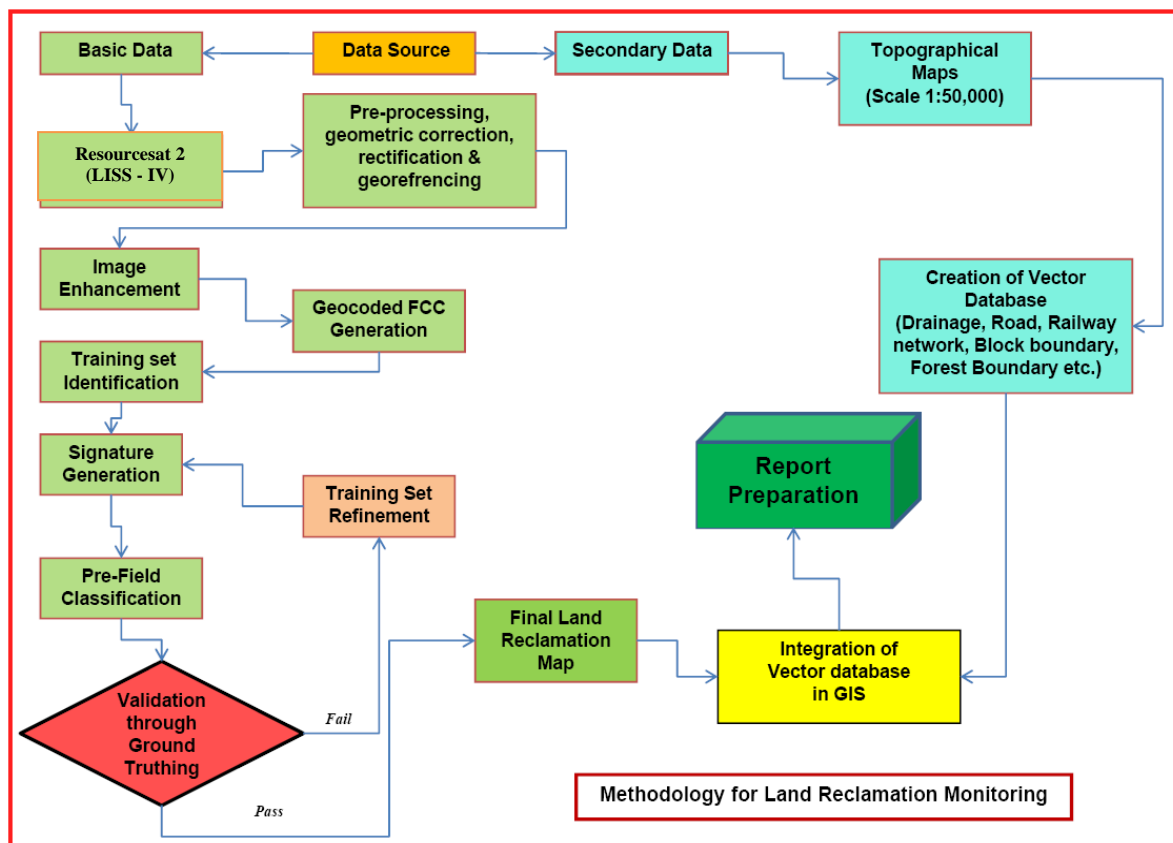 Basic Data
Data Source
Secondary Data
Topographical
Maps
(Scale 1:50,000)
Resourcesat 2
(LISS - IV)
Pre-processing,
geometric correction,
rectification &
georefrencing
Image
Enhancement
Geocoded FCC
Generation
Creation of Vector
Database
(Drainage, Road, Railway
network, Block boundary,
Forest Boundary etc.)
Training set
Identification
Signature
Generation
Training Set
Refinement
Report
Preparation
Pre-Field
Classification
Final Land
Reclamation
Map
Integration of
Vector database
in GIS
Validation
through
Ground
Truthing
Fail
Pass
Methodology for Land Reclamation Monitoring